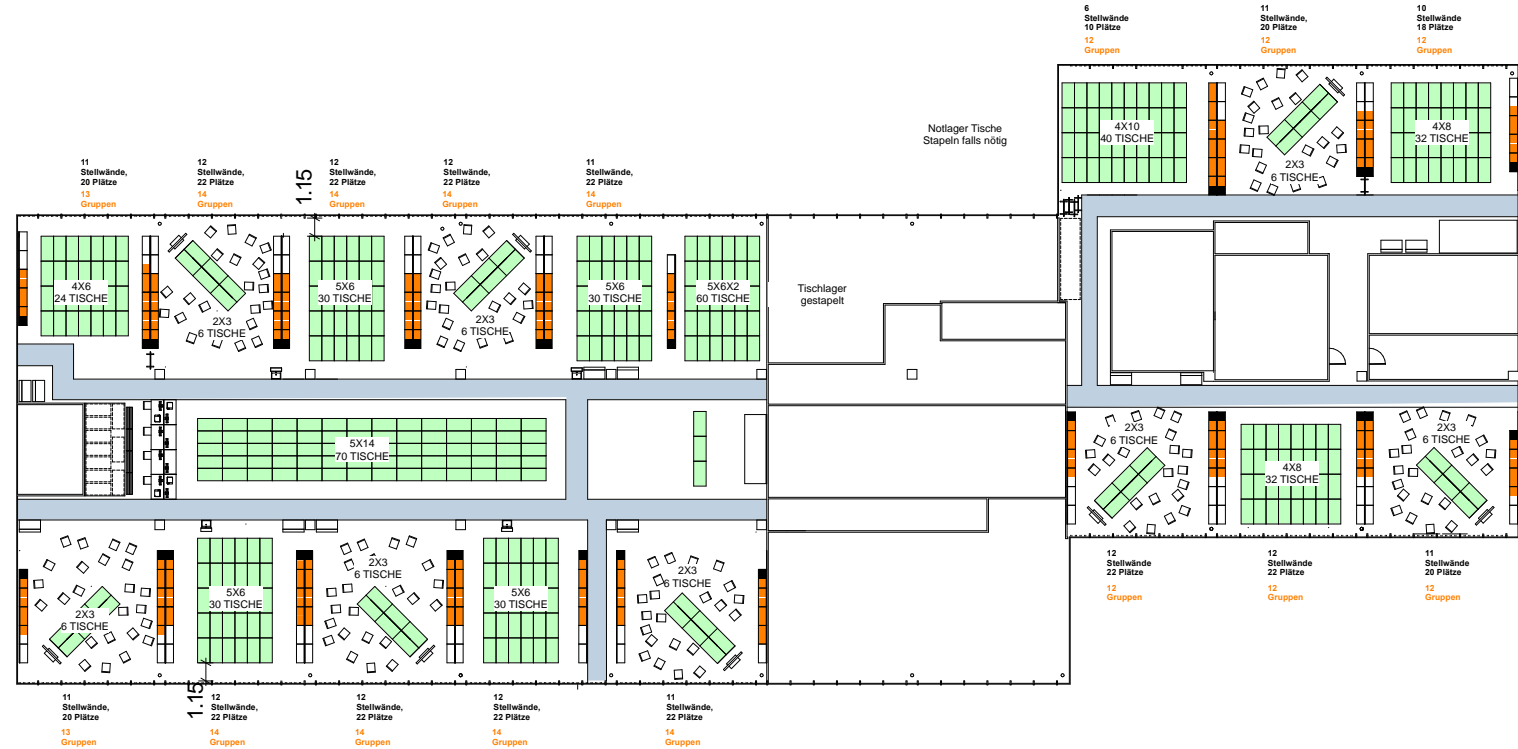 6
Stellwände
10 Plätze
12
Gruppen
11
Stellwände,
20 Plätze
12
Gruppen
10
Stellwände
18 Plätze
12
Gruppen
4X10
40 TISCHE
2X3
6 TISCHE
4X8
32 TISCHE
Notlager Tische
Stapeln falls nötig
11
Stellwände,
20 Plätze
13
Gruppen
12
Stellwände,
22 Plätze
14
Gruppen
1.15
12
Stellwände,
22 Plätze
14
Gruppen
12
Stellwände,
22 Plätze
14
Gruppen
11
Stellwände,
22 Plätze
14
Gruppen
4X6
24 TISCHE
2X3
6 TISCHE
5X6
30 TISCHE
2X3
6 TISCHE
5X6
30 TISCHE
5X6X2
60 TISCHE
Tischlager
gestapelt
5X14
70 TISCHE
2X3
6 TISCHE
4X8
32 TISCHE
2X3
6 TISCHE
2X3
6 TISCHE
5X6
30 TISCHE
2X3
6 TISCHE
5X6
30 TISCHE
2X3
6 TISCHE
12
Stellwände
22 Plätze
12
Gruppen
12
Stellwände
22 Plätze
12
Gruppen
11
Stellwände
20 Plätze
12
Gruppen
11
Stellwände,
20 Plätze
13
Gruppen
1.15
12
Stellwände,
22 Plätze
14
Gruppen
12
Stellwände,
22 Plätze
14
Gruppen
12
Stellwände,
22 Plätze
14
Gruppen
11
Stellwände,
22 Plätze
14
Gruppen